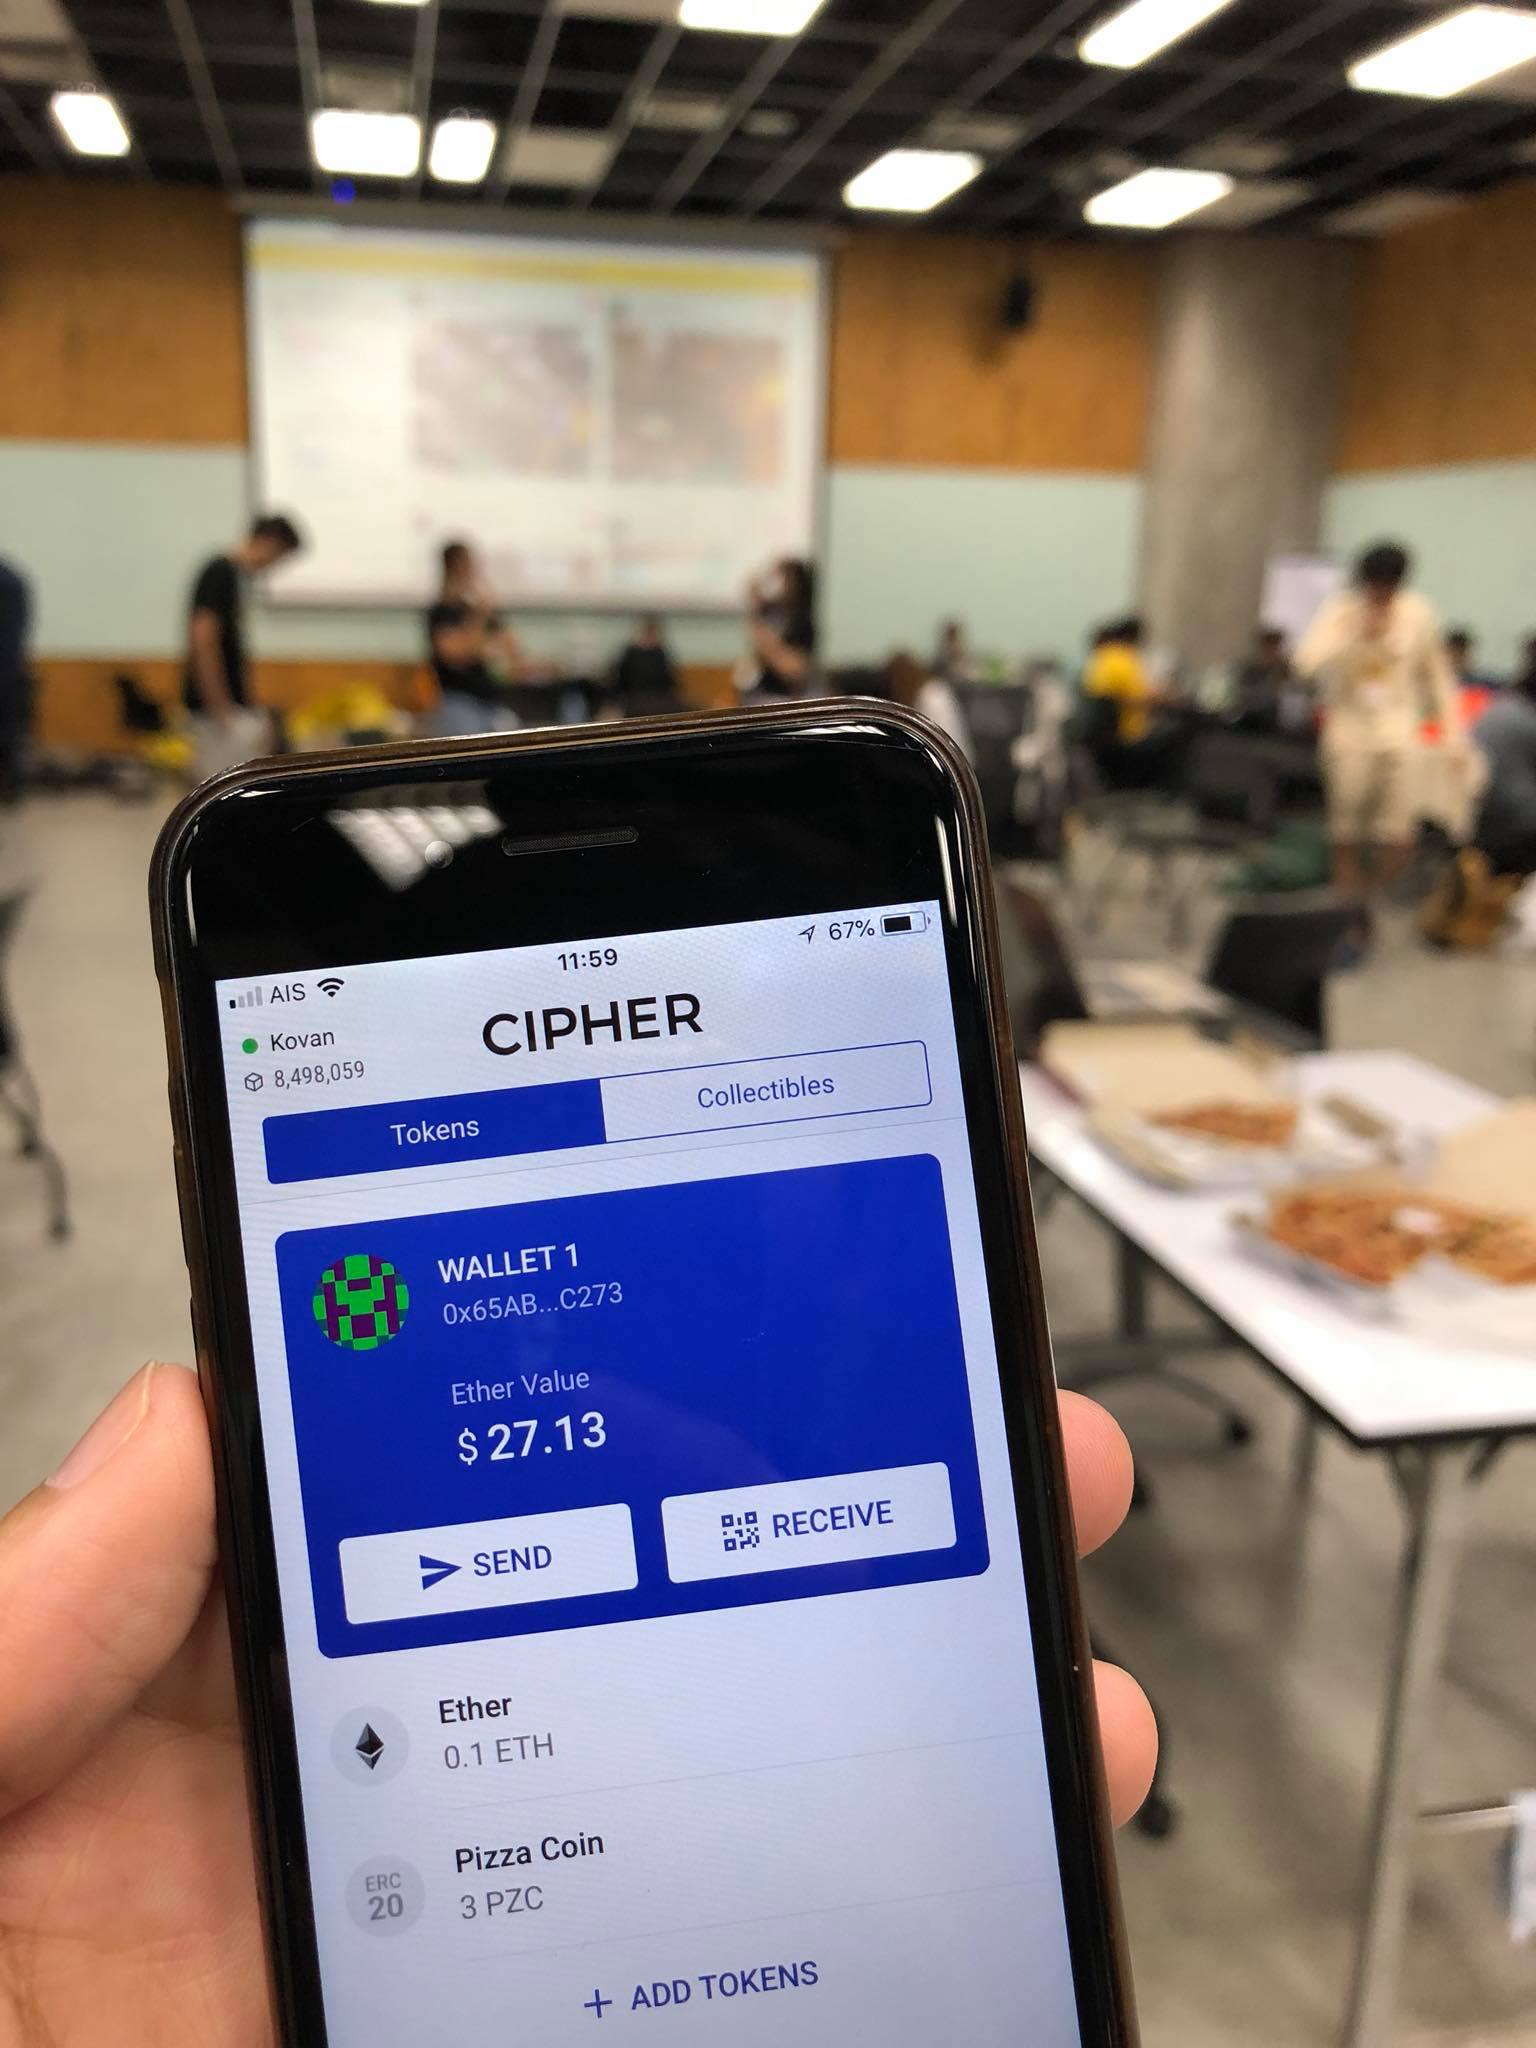 11:59
67%
AIS
CIPHER
Kovan
8,498,059
Tokens
Collectibles
WALLET 1
0x65AB...C273
Ether Value
$ 27.13
SEND
RECEIVE
Ether
0.1 ETH
ERC
20
Pizza Coin
3 PZC
+ ADD TOKENS